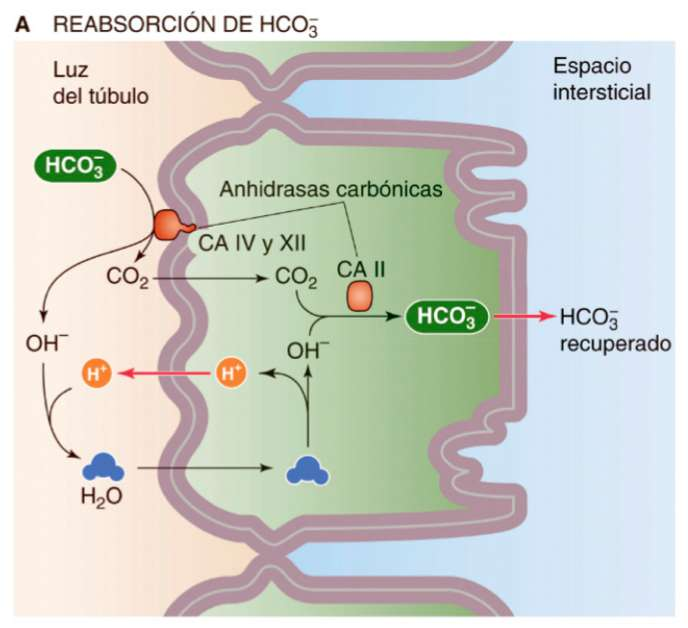 A REABSORCIÓN DE HCO₃⁻
Luz
del túbulo
Espacio
intersticial
HCO₃⁻
Anhidrasas carbónicas
CA IV y XII
CO₂
CO₂
CA II
HCO₃⁻
HCO₃⁻
recuperado
OH⁻
OH⁻
H⁺
H⁺
H₂O